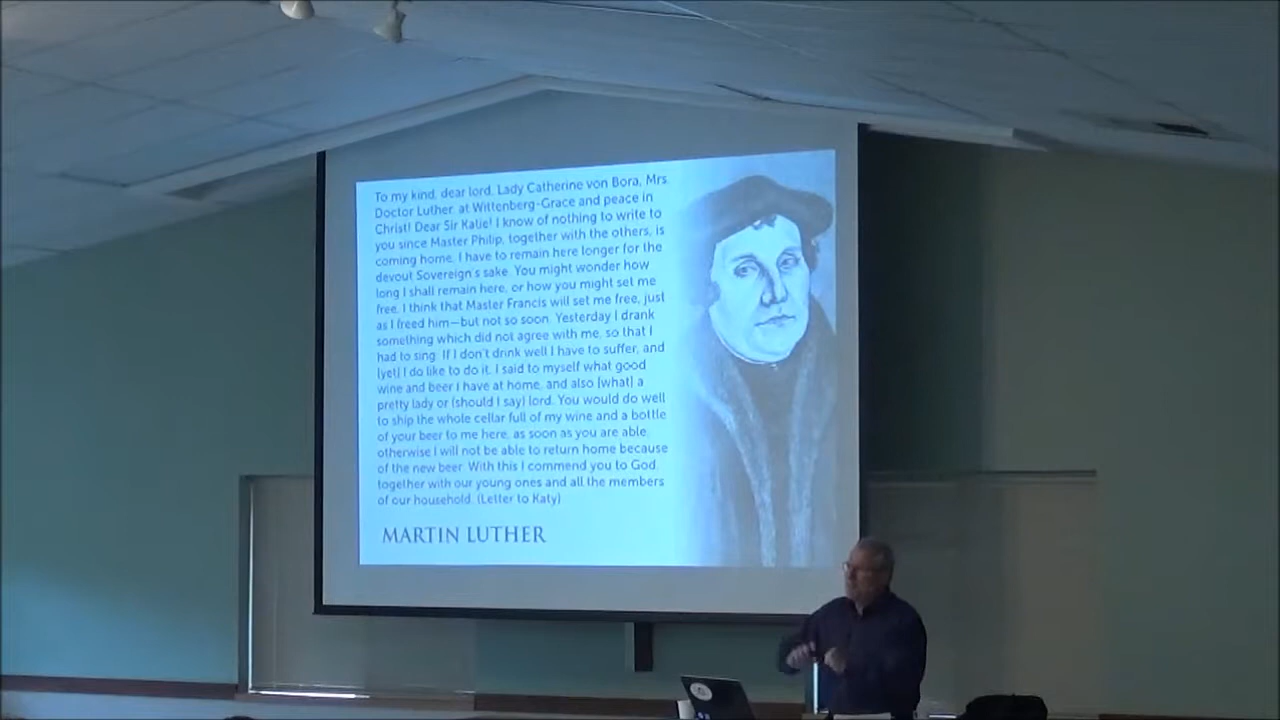 To my kind, dear lord, Lady Catherine von Bora, Mrs.
Doctor Luther, at Wittenberg-Grace and peace in
Christ! Dear Sir Katie! I know of nothing to write to
you since Master Philip, together with the others, is
coming home. I have to remain here longer for the
devout Sovereign's sake. You might wonder how
long I shall remain here, or how you might set me
free. I think that Master Francis will set me free, just
as I freed him—but not so soon. Yesterday I drank
something which did not agree with me, so that I
had to sing. If I don't drink well I have to suffer, and
[yet] I do like to do it. I said to myself what good
wine and beer I have at home, and also [what] a
pretty lady or (should I say) lord. You would do well
to ship the whole cellar full of my wine and a bottle
of your beer to me here, as soon as you are able,
otherwise I will not be able to return home because
of the new beer. With this I commend you to God,
together with our young ones and all the members
of our household. (Letter to Katy)
MARTIN LUTHER